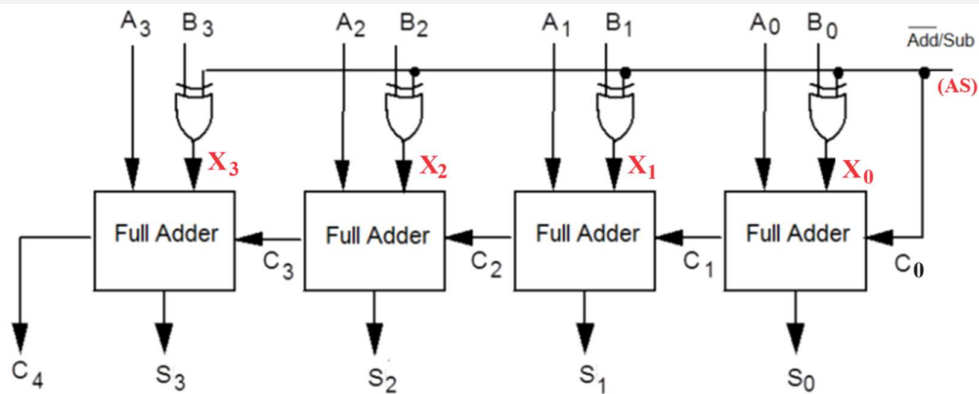 A3 B3 A2 B2 A1 B1 A0 B0 Add/Sub
(AS)
X3 X2 X1 X0
Full Adder Full Adder Full Adder Full Adder
C3 C2 C1 C0
C4 S3 S2 S1 S0